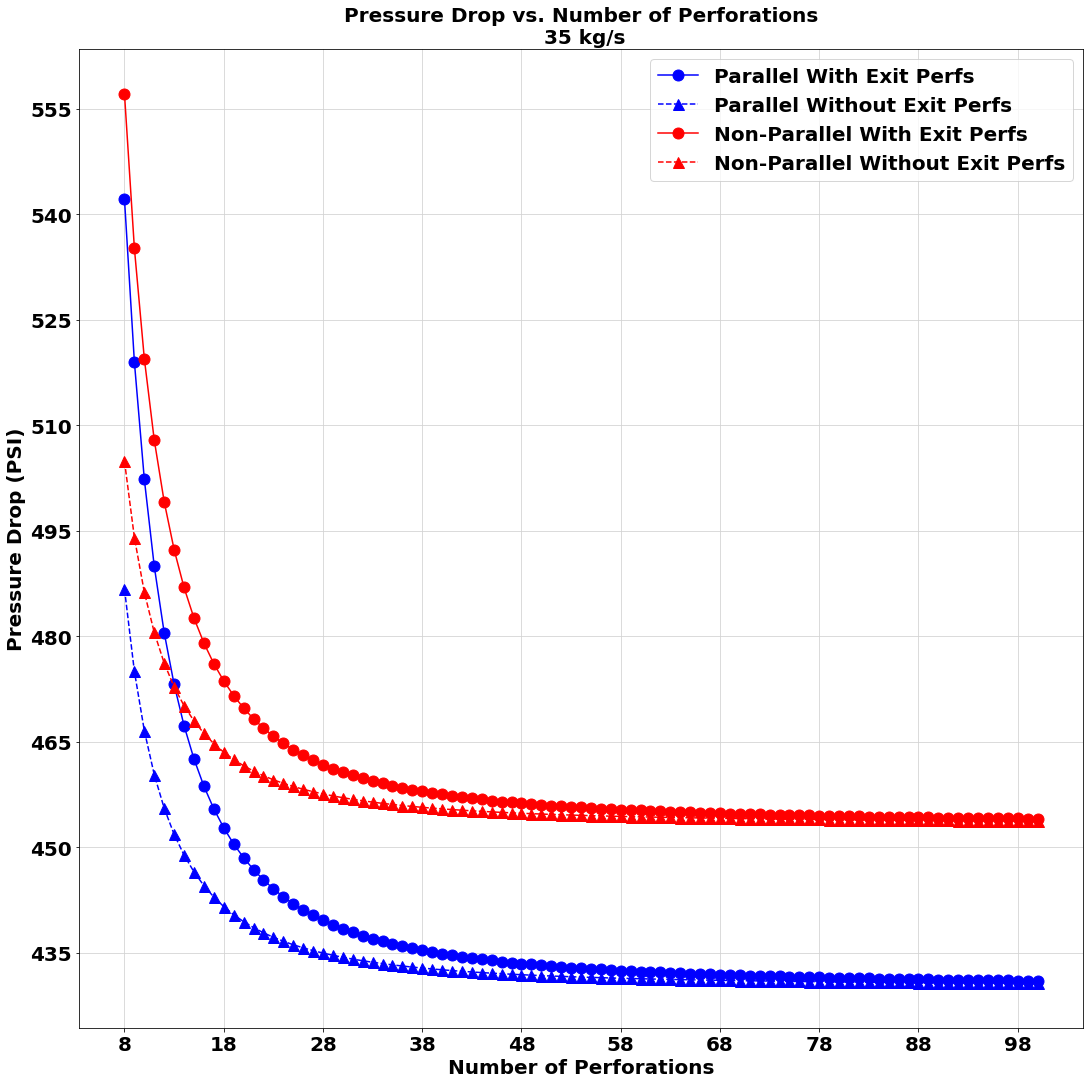 Pressure Drop vs. Number of Perforations
35 kg/s
Parallel With Exit Perfs
Parallel Without Exit Perfs
Non-Parallel With Exit Perfs
Non-Parallel Without Exit Perfs
Pressure Drop (PSI)
555
540
525
510
495
480
465
450
435
8 18 28 38 48 58 68 78 88 98
Number of Perforations